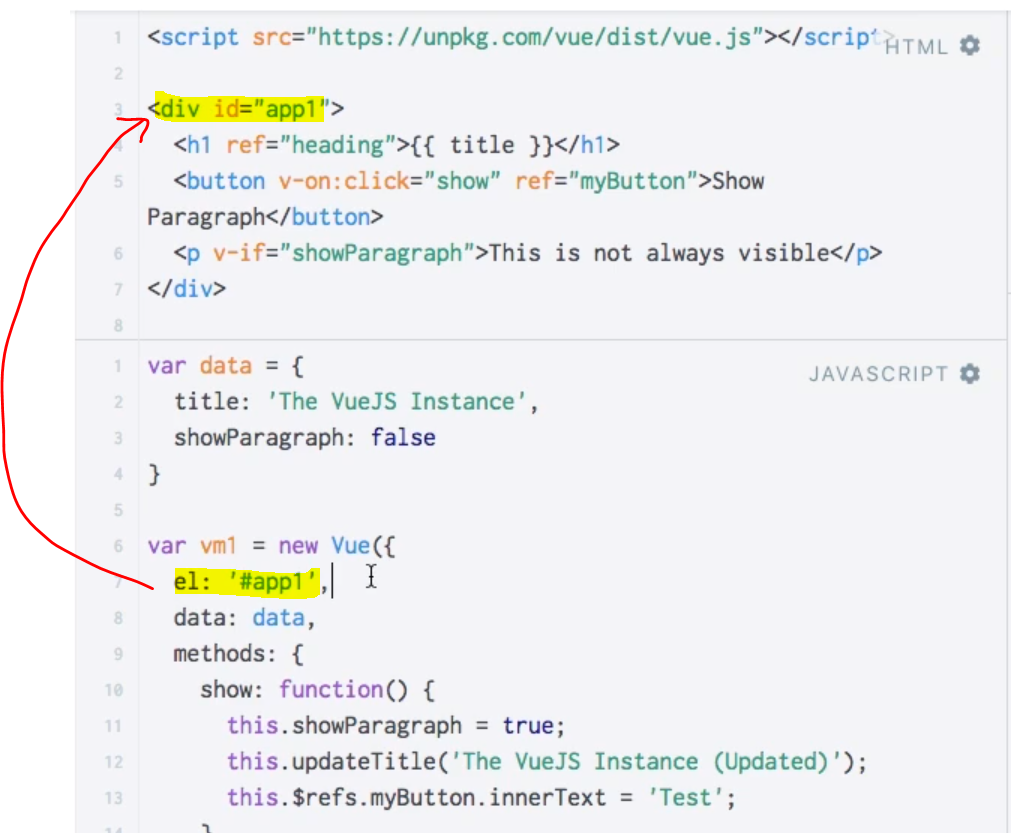 1 <script src="https://unpkg.com/vue/dist/vue.js"></script>
HTML
2
3 <div id="app1">
4 <h1 ref="heading">{{ title }}</h1>
5 <button v-on:click="show" ref="myButton">Show
Paragraph</button>
6 <p v-if="showParagraph">This is not always visible</p>
7 </div>
8
1 var data = {
JAVASCRIPT
2 title: 'The VueJS Instance',
3 showParagraph: false
4 }
5
6 var vm1 = new Vue({
7 el: '#app1',
8 data: data,
9 methods: {
10 show: function() {
11 this.showParagraph = true;
12 this.updateTitle('The VueJS Instance (Updated)');
13 this.$refs.myButton.innerText = 'Test';
14 }